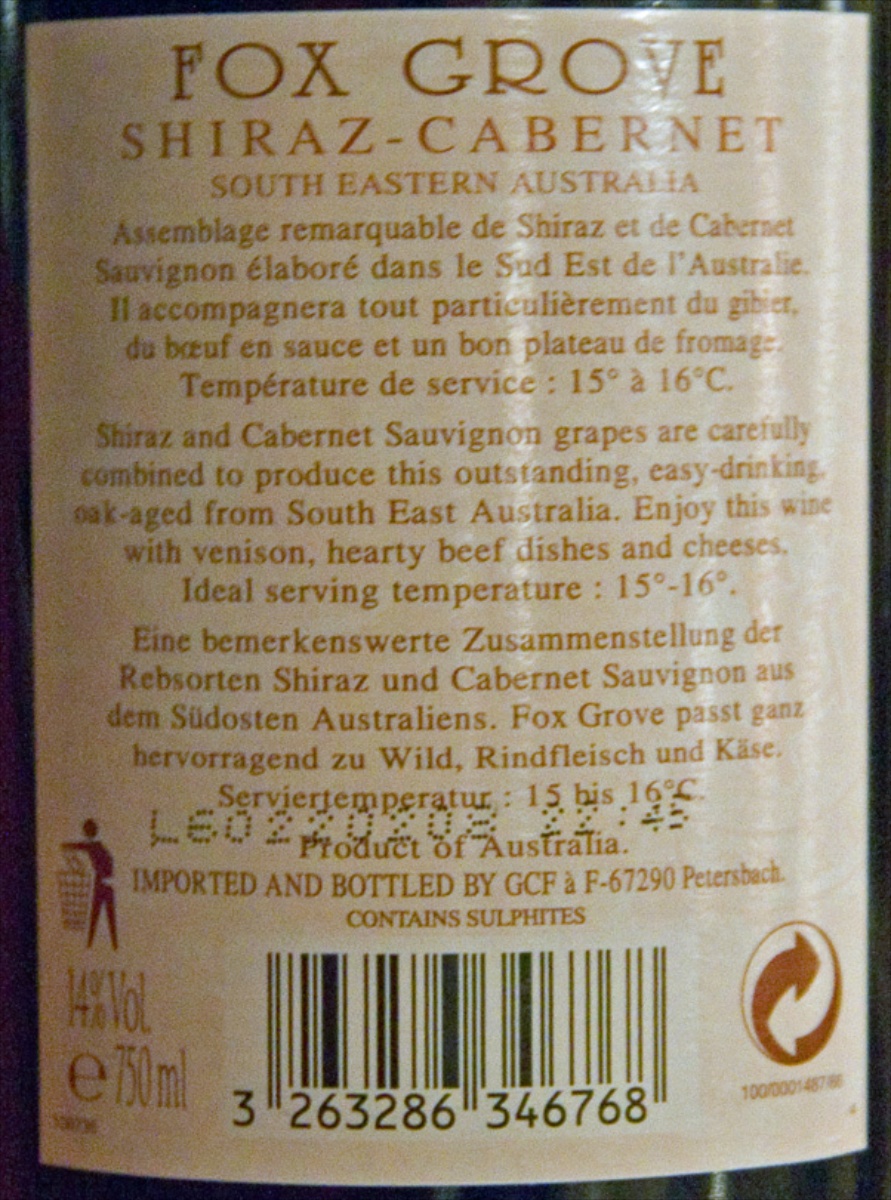 FOX GROVE
SHIRAZ-CABERNET
SOUTH EASTERN AUSTRALIA
Assemblage remarquable de Shiraz et de Cabernet
Sauvignon élaboré dans le Sud Est de l'Australie.
Il accompagnera tout particulièrement du gibier,
du bœuf en sauce et un bon plateau de fromage.
Température de service : 15° à 16°C.
Shiraz and Cabernet Sauvignon grapes are carefully
combined to produce this outstanding, easy-drinking,
oak-aged from South East Australia. Enjoy this wine
with venison, hearty beef dishes and cheeses.
Ideal serving temperature : 15°-16°.
Eine bemerkenswerte Zusammenstellung der
Rebsorten Shiraz und Cabernet Sauvignon aus
dem Südosten Australiens. Fox Grove passt ganz
hervorragend zu Wild, Rindfleisch und Käse.
Serviertemperatur : 15 bis 16°C.
22:45
Product of Australia.
IMPORTED AND BOTTLED BY GCF à F-67290 Petersbach.
CONTAINS SULPHITES
14% Vol.
e 750 ml
3 263286 346768
100/0001487/86